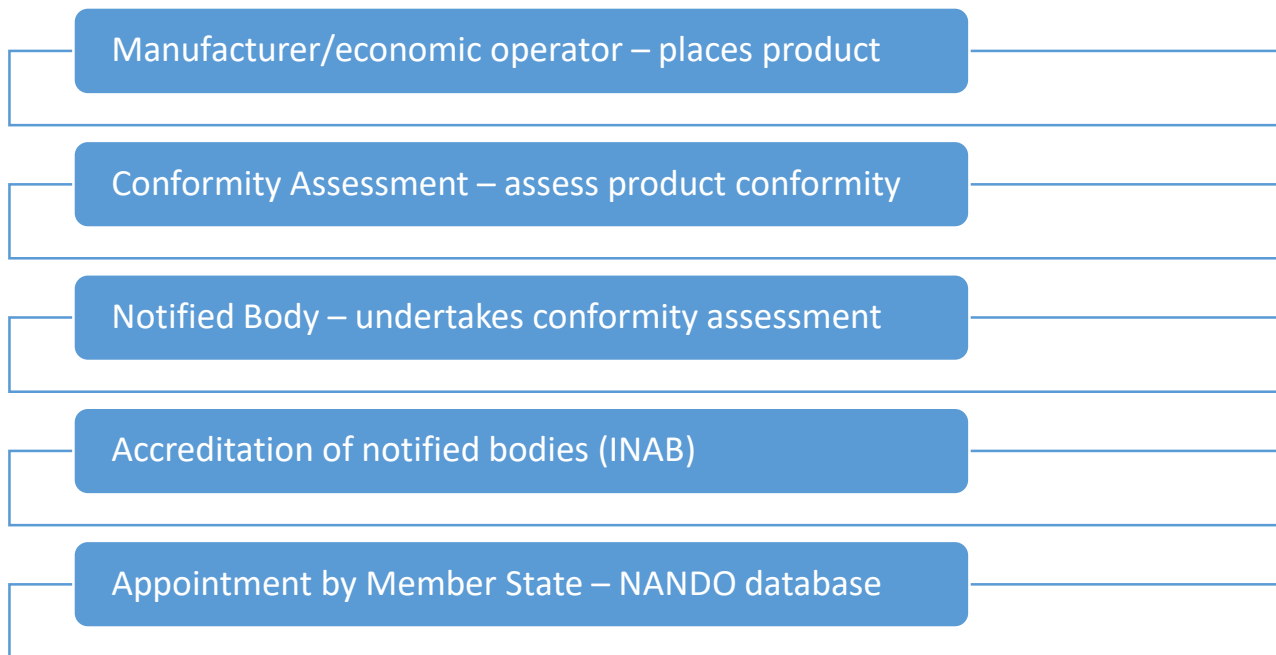 Manufacturer/economic operator – places product
Conformity Assessment – assess product conformity
Notified Body – undertakes conformity assessment
Accreditation of notified bodies (INAB)
Appointment by Member State – NANDO database